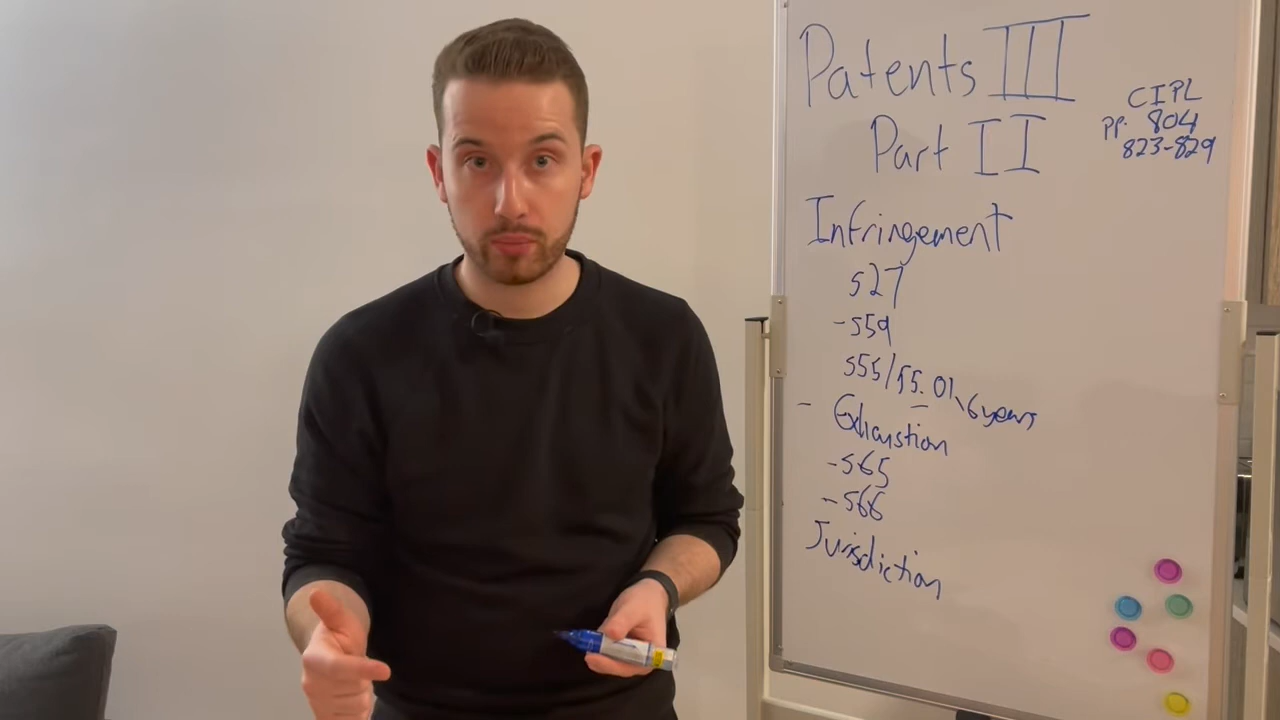 Patents III
Part II
CIPL
pp. 804
823-829
Infringement
s27
-s59
s55/55.01, 6 years
- Exhaustion
-s65
-s66
Jurisdiction